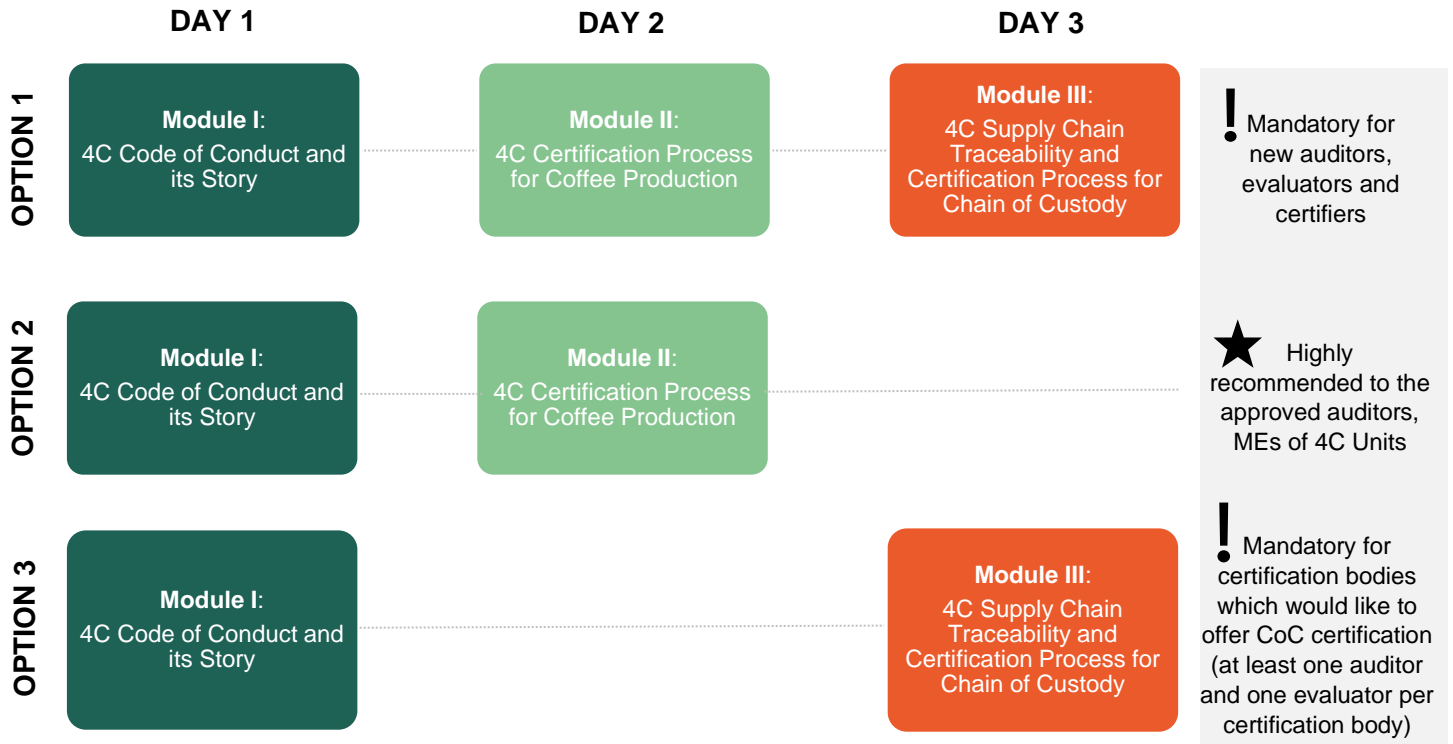 DAY 1
DAY 2
DAY 3
OPTION 1
Module I:
4C Code of Conduct and
its Story
Module II:
4C Certification Process
for Coffee Production
Module III:
4C Supply Chain
Traceability and
Certification Process for
Chain of Custody
! Mandatory for
new auditors,
evaluators and
certifiers
OPTION 2
Module I:
4C Code of Conduct and
its Story
Module II:
4C Certification Process
for Coffee Production
Highly
recommended to the
approved auditors,
MEs of 4C Units
OPTION 3
Module I:
4C Code of Conduct and
its Story
Module III:
4C Supply Chain
Traceability and
Certification Process for
Chain of Custody
! Mandatory for
certification bodies
which would like to
offer CoC certification
(at least one auditor
and one evaluator per
certification body)